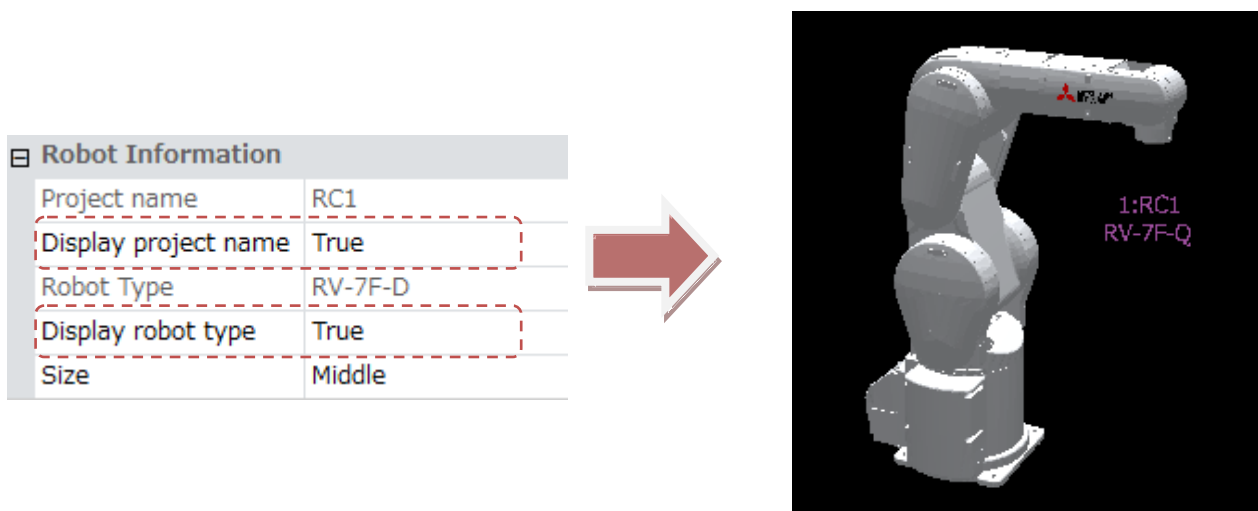 Robot Information
Project name RC1
Display project name True
Robot Type RV-7F-D
Display robot type True
Size Middle
1:RC1
RV-7F-Q